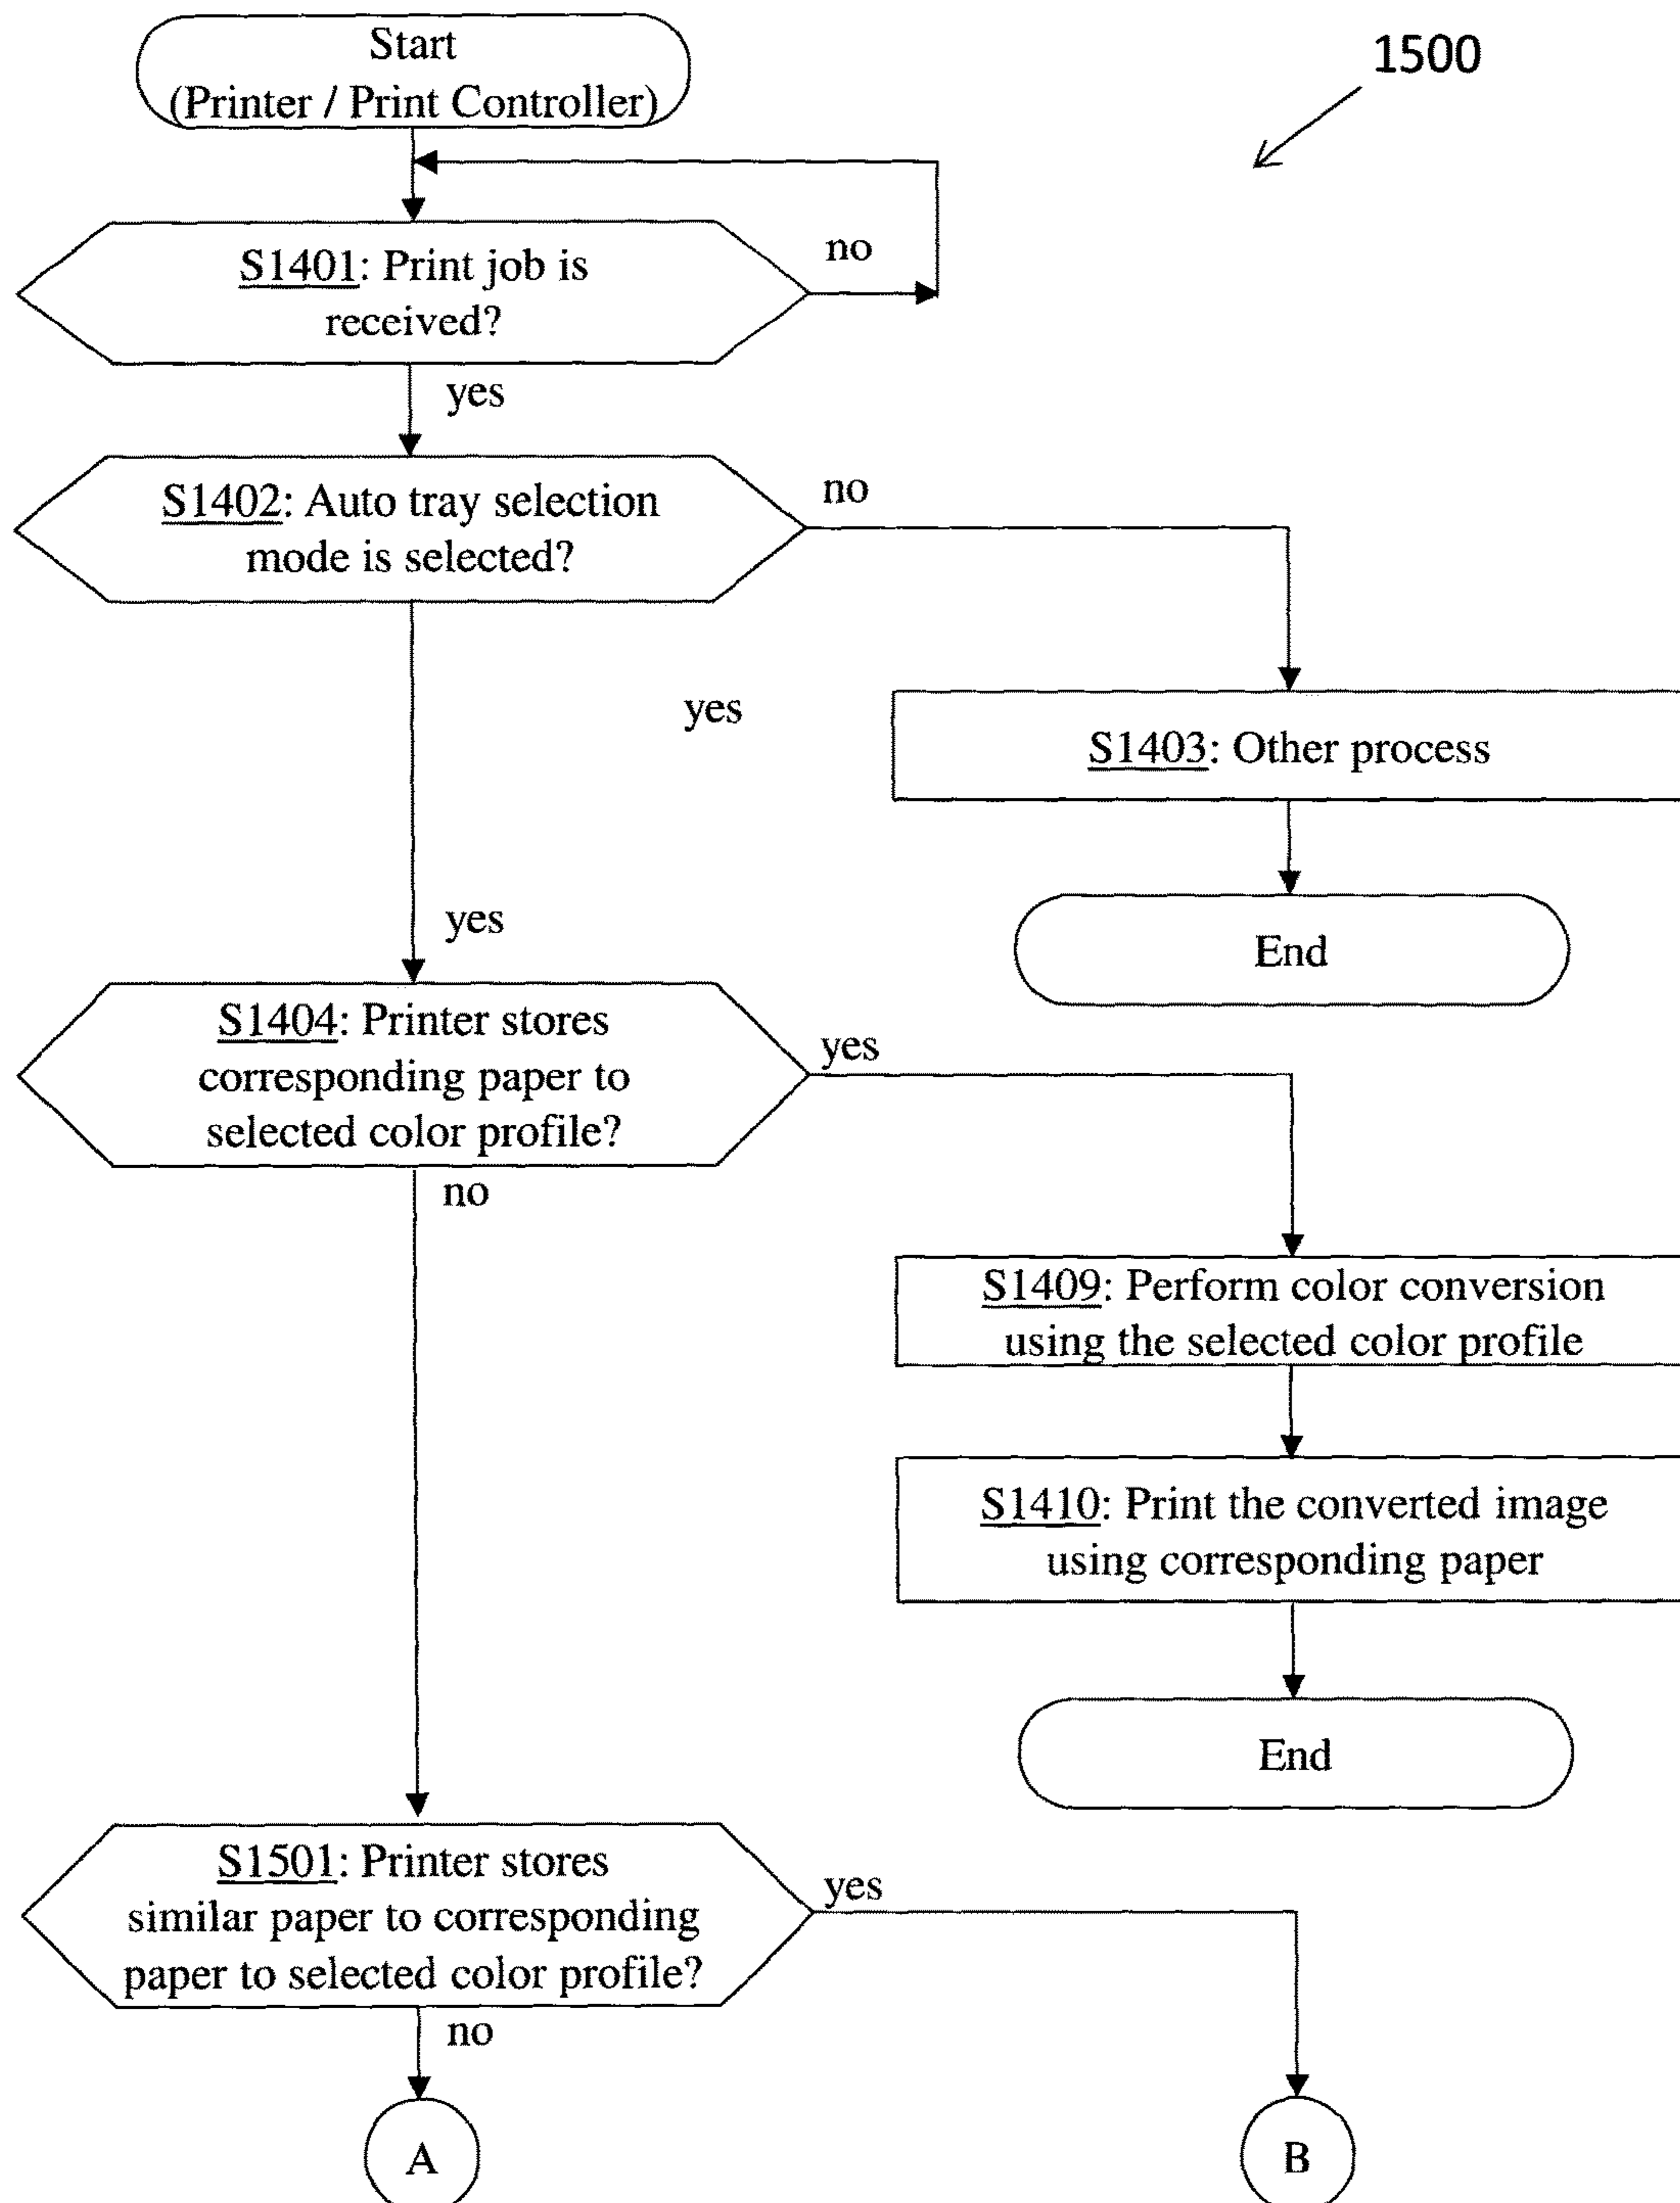 Start
(Printer / Print Controller)
1500
S1401: Print job is
received?
no
yes
S1402: Auto tray selection
mode is selected?
no
yes
S1403: Other process
yes
End
S1404: Printer stores
corresponding paper to
selected color profile?
yes
no
S1409: Perform color conversion
using the selected color profile
S1410: Print the converted image
using corresponding paper
End
S1501: Printer stores
similar paper to corresponding
paper to selected color profile?
yes
no
A
B